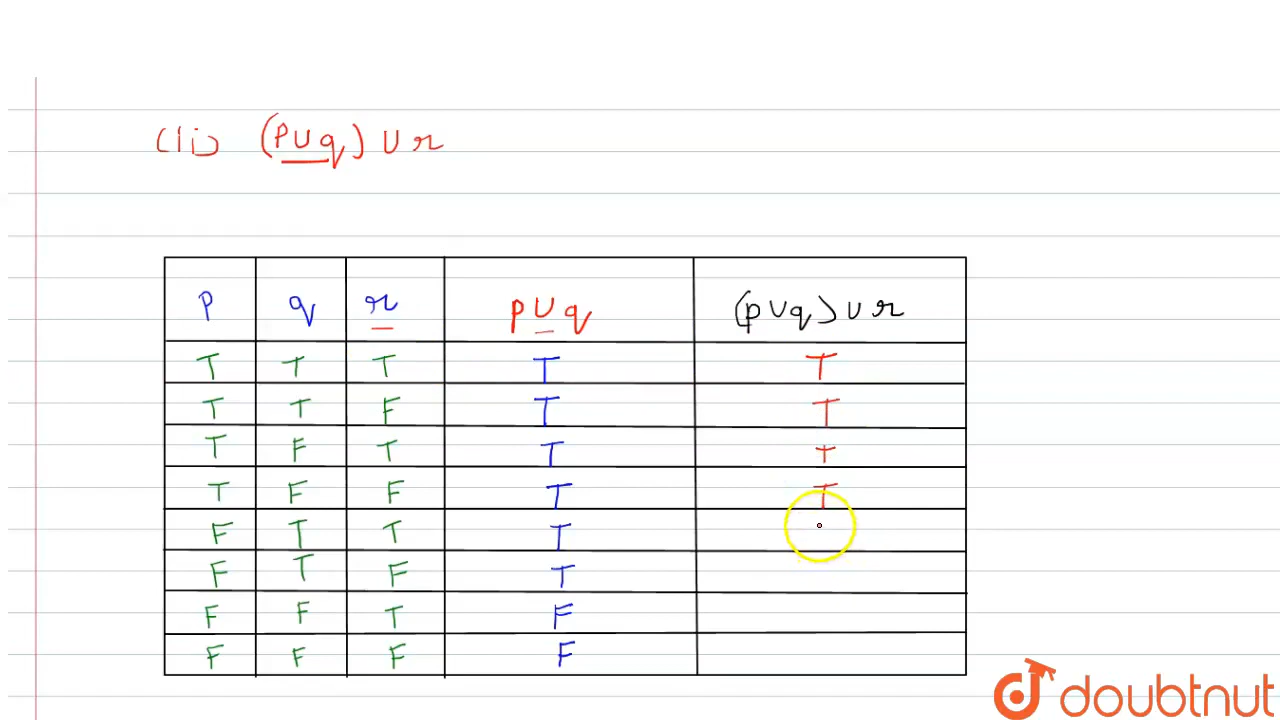 (ii) (p∪q) ∪ r
p q r p∪q (p∪q)∪r
T T T T T
T T F T T
T F T T T
T F F T T
F T T T
F T F T
F F T F
F F F F
doubtnut